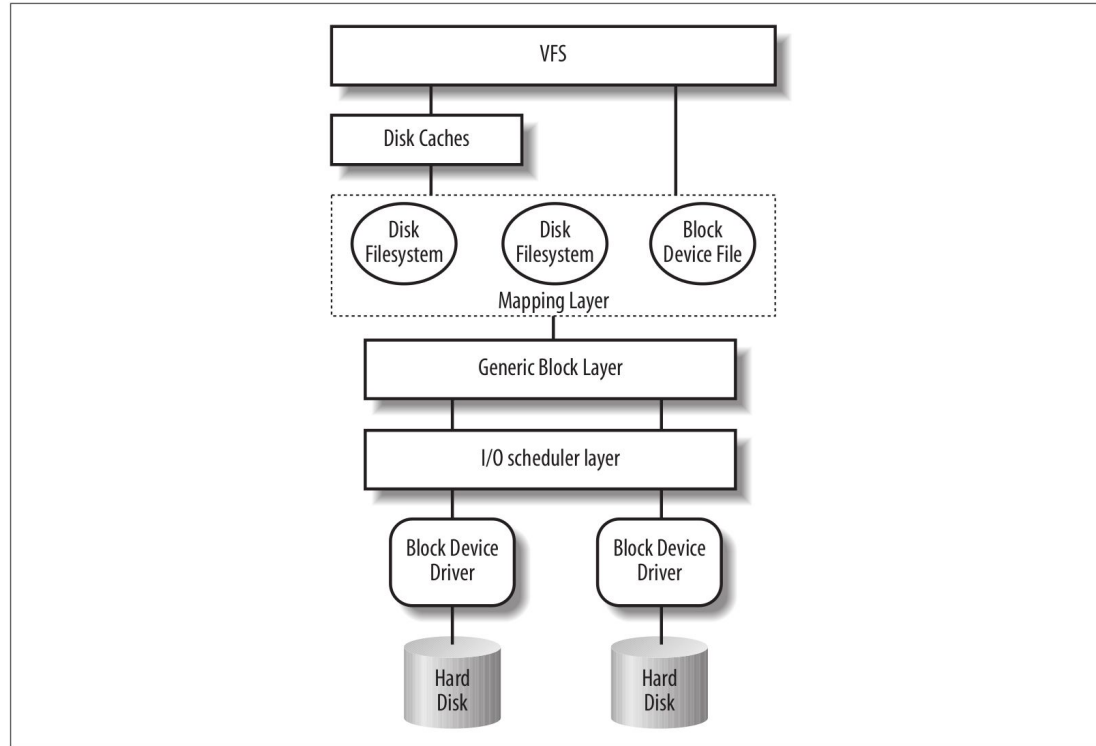 VFS
Disk Caches
Disk
Filesystem
Disk
Filesystem
Block
Device File
Mapping Layer
Generic Block Layer
I/O scheduler layer
Block Device
Driver
Block Device
Driver
Hard
Disk
Hard
Disk